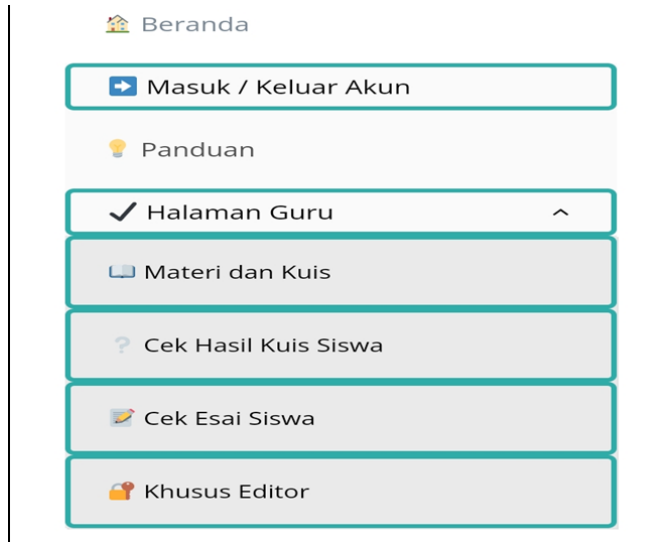 Beranda
Masuk / Keluar Akun
Panduan
Halaman Guru
Materi dan Kuis
Cek Hasil Kuis Siswa
Cek Esai Siswa
Khusus Editor